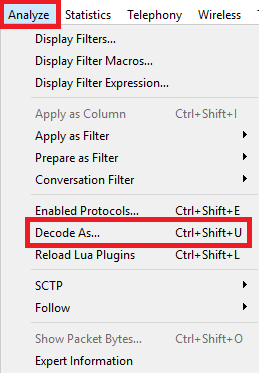 Analyze Statistics Telephony Wireless
Display Filters...
Display Filter Macros...
Display Filter Expression...
Apply as Column Ctrl+Shift+I
Apply as Filter
Prepare as Filter
Conversation Filter
Enabled Protocols... Ctrl+Shift+E
Decode As... Ctrl+Shift+U
Reload Lua Plugins Ctrl+Shift+L
SCTP
Follow
Show Packet Bytes... Ctrl+Shift+O
Expert Information